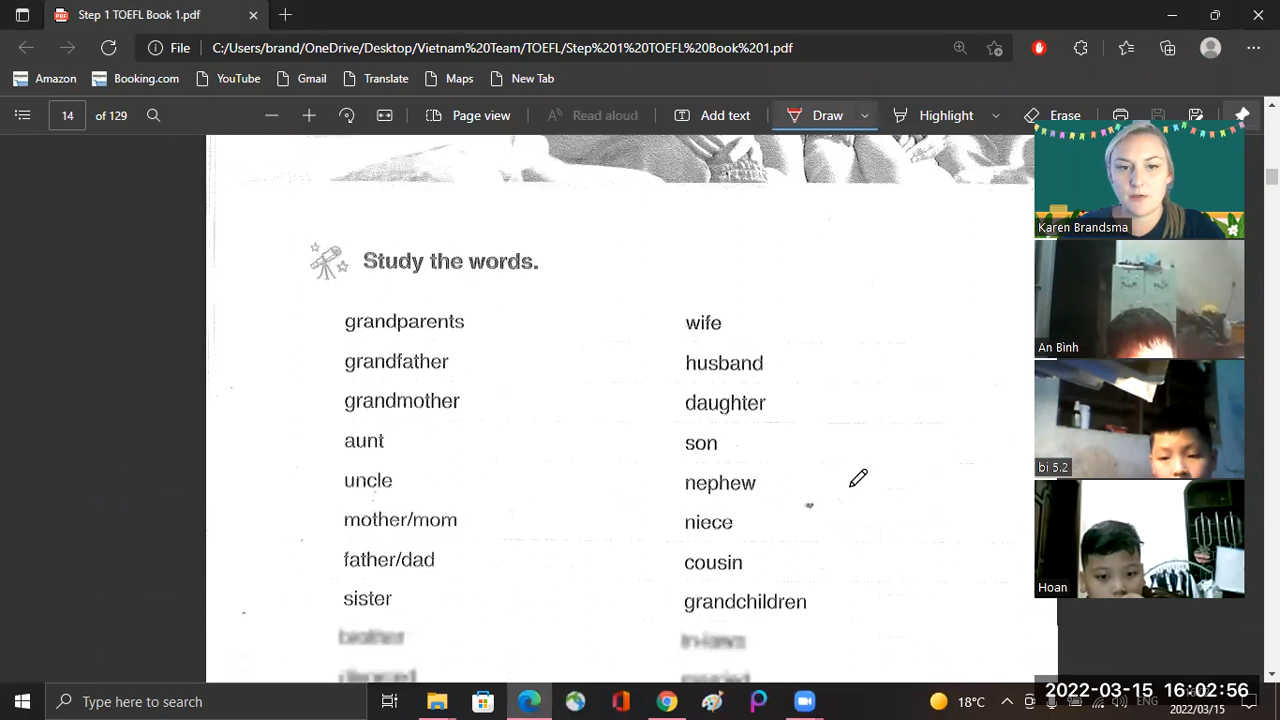 Step 1 TOEFL Book 1.pdf
File
C:/Users/brand/OneDrive/Desktop/Vietnam%20Team/TOEFL/Step%201%20TOEFL%20Book%201.pdf
Amazon
Booking.com
YouTube
Gmail
Translate
Maps
New Tab
14 of 129
Page view
Read aloud
Add text
Draw
Highlight
Erase
Karen Brandsma
An Bình
bi 5.2
Hoan
Study the words.
grandparents
grandfather
grandmother
aunt
uncle
mother/mom
father/dad
sister
brother
wife
husband
daughter
son
nephew
niece
cousin
grandchildren
in-laws
Type here to search
18°C
ENG
2022-03-15 16:02:56
2022/03/15